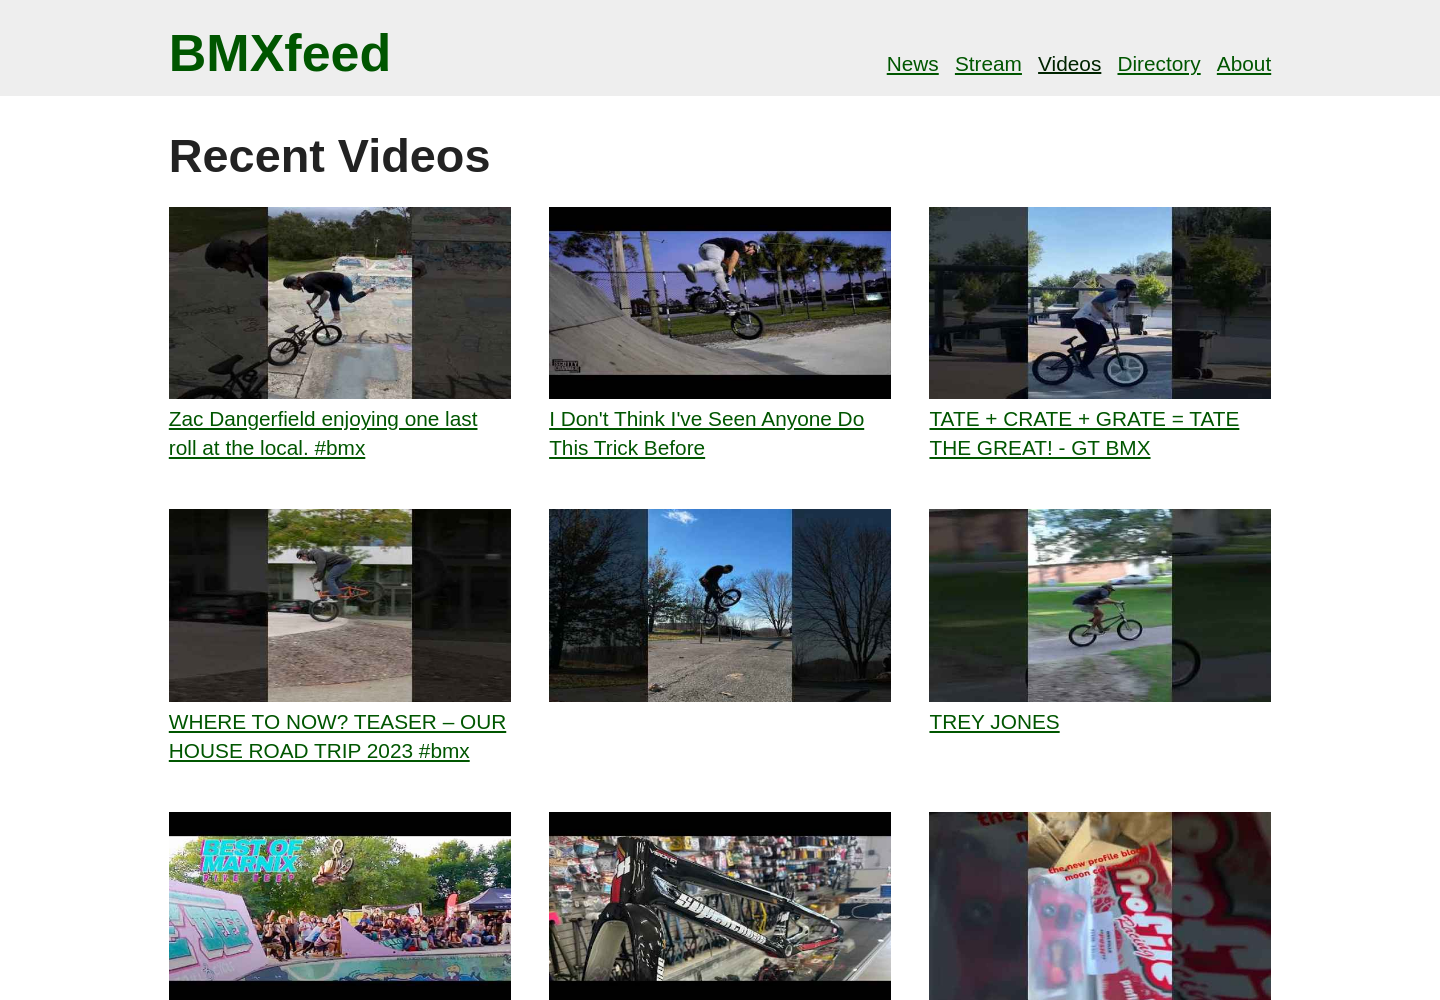 BMXfeed
News Stream Videos Directory About
Recent Videos
Zac Dangerfield enjoying one last
roll at the local. #bmx
I Don't Think I've Seen Anyone Do
This Trick Before
TATE + CRATE + GRATE = TATE
THE GREAT! - GT BMX
WHERE TO NOW? TEASER – OUR
HOUSE ROAD TRIP 2023 #bmx
TREY JONES
BEST OF
MARNIX
the new profile
moon
PROFILE
Racing